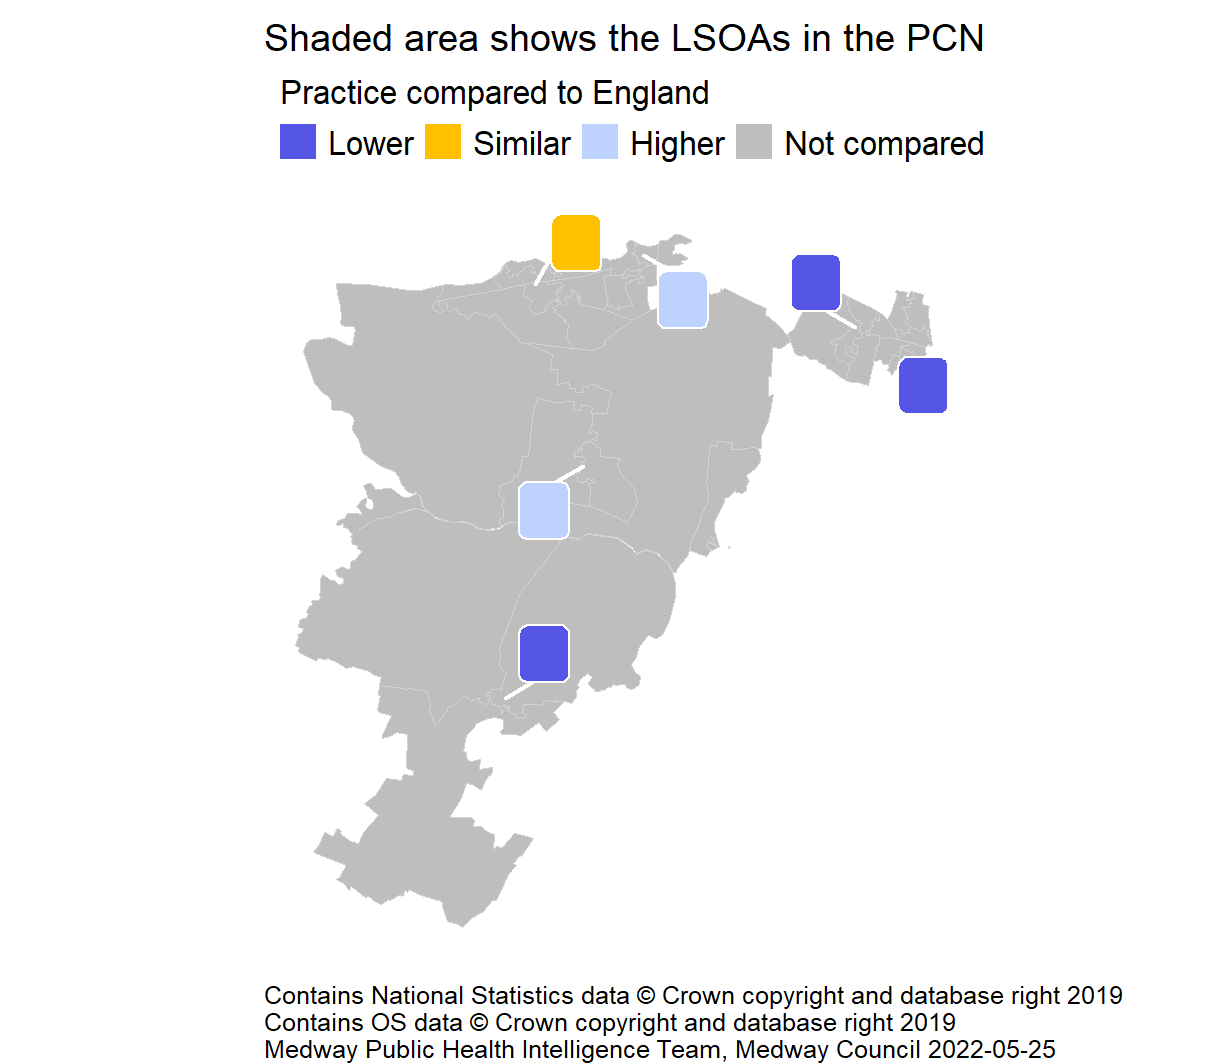 Shaded area shows the LSOAs in the PCN
Practice compared to England
Lower Similar Higher Not compared
Contains National Statistics data © Crown copyright and database right 2019
Contains OS data © Crown copyright and database right 2019
Medway Public Health Intelligence Team, Medway Council 2022-05-25